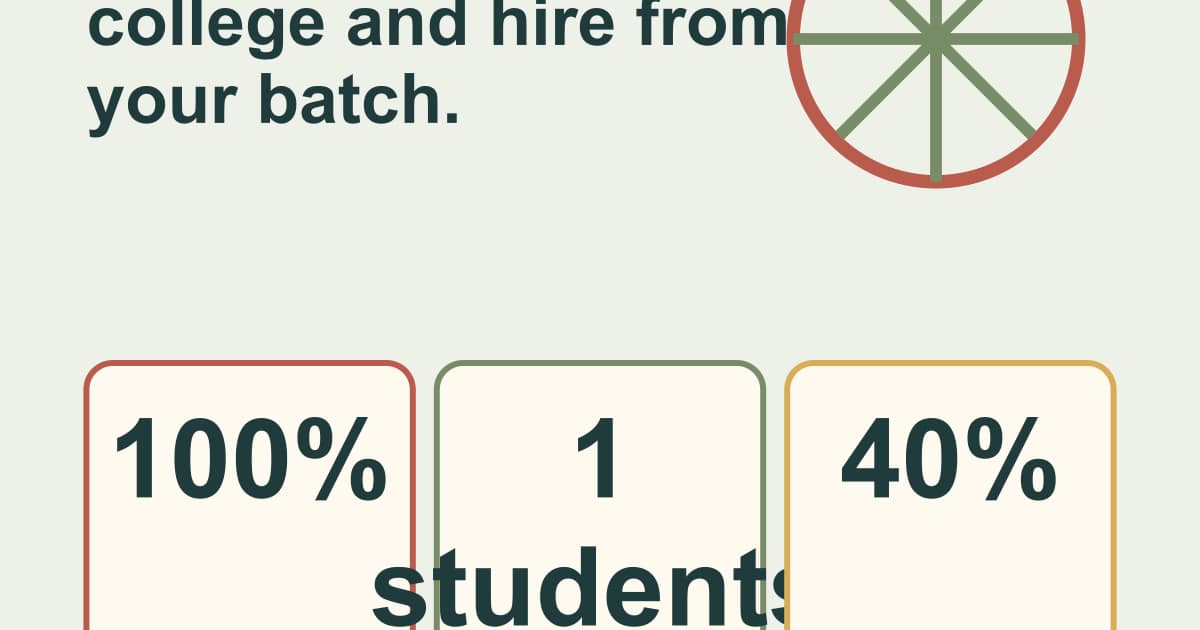 college and hire from
your batch.
100%
1
40%
students